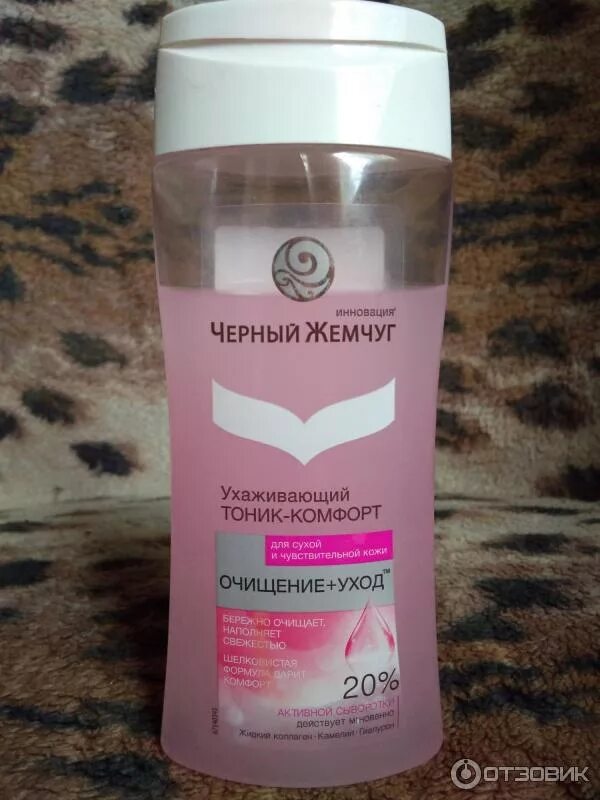 инновация*
ЧЕРНЫЙ ЖЕМЧУГ
Ухаживающий
ТОНИК-КОМФОРТ
для сухой
и чувствительной кожи
ОЧИЩЕНИЕ+УХОД™
БЕРЕЖНО ОЧИЩАЕТ,
НАПОЛНЯЕТ
СВЕЖЕСТЬЮ
ШЕЛКОВИСТАЯ
ФОРМУЛА ДАРИТ
КОМФОРТ
20%
АКТИВНОЙ СЫВОРОТКИ
действует мгновенно
Жидкий коллаген · Камелия · Гиалурон
ОТЗОВИК